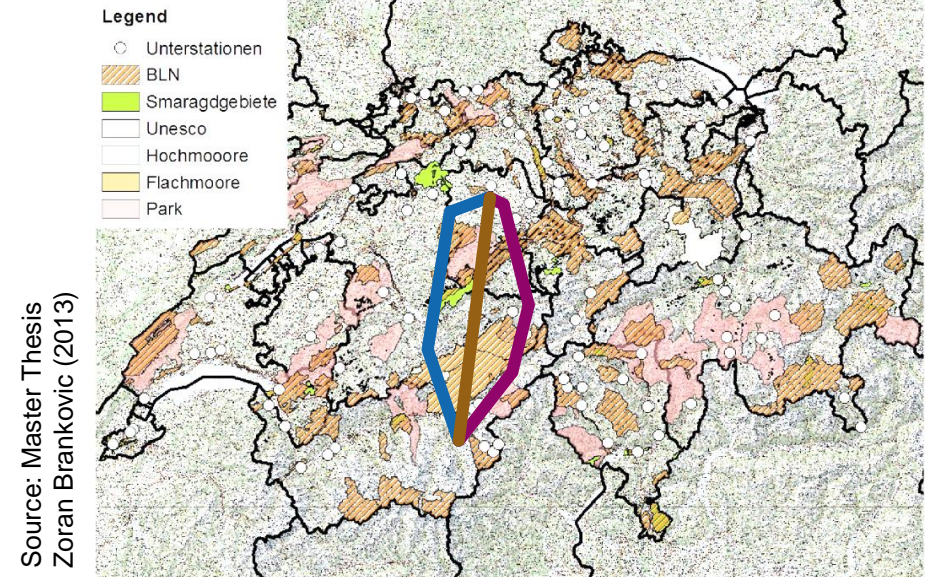 Legend
Unterstationen
BLN
Smaragdgebiete
Unesco
Hochmooore
Flachmoore
Park
Source: Master Thesis
Zoran Brankovic (2013)